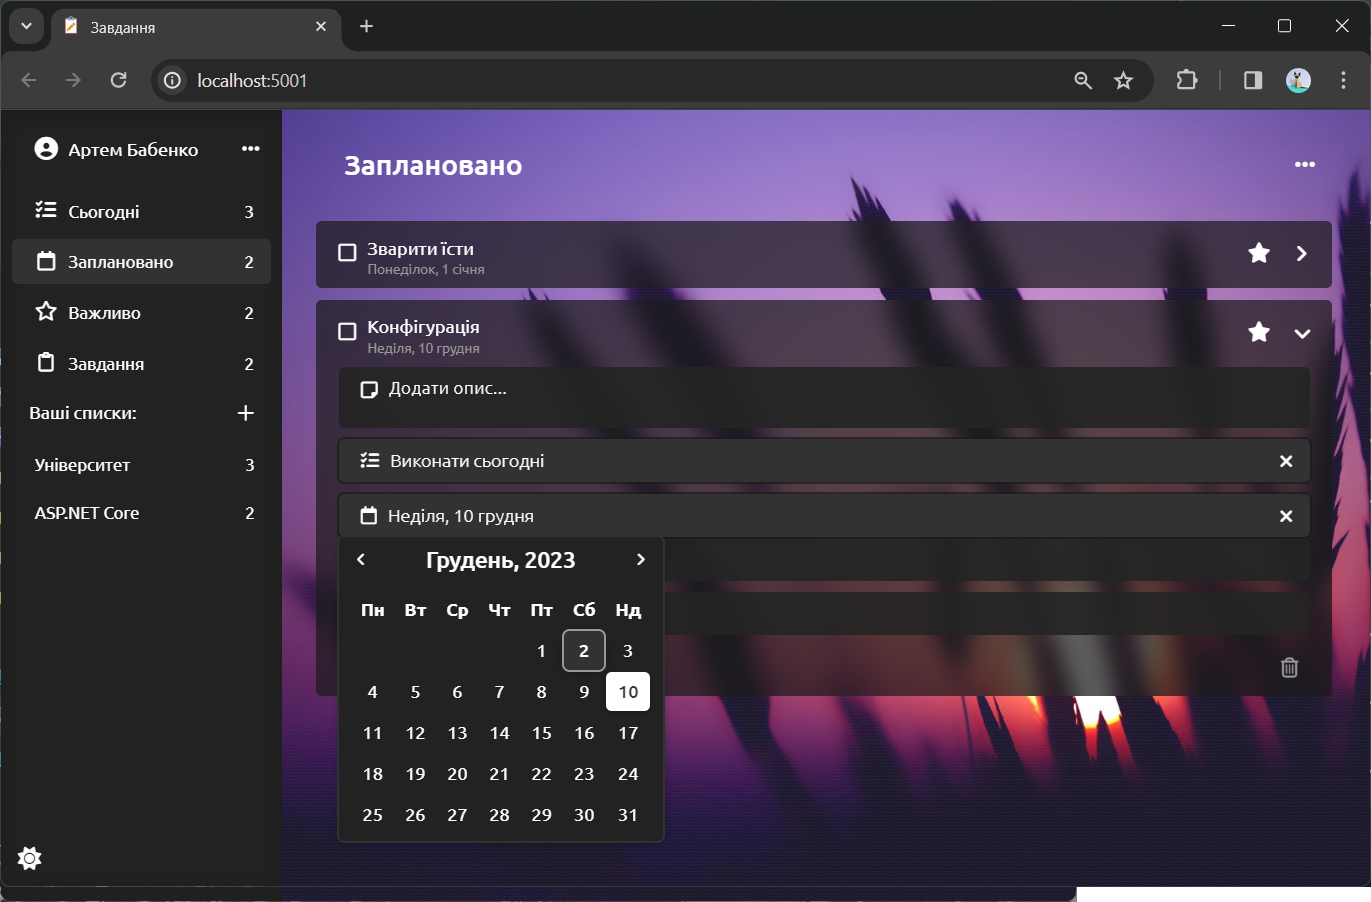 Завдання
localhost:5001
Артем Бабенко
Сьогодні 3
Заплановано 2
Важливо 2
Завдання 2
Ваші списки:
Університет 3
ASP.NET Core 2
Заплановано
Зварити їсти
Понеділок, 1 січня
Конфігурація
Неділя, 10 грудня
Додати опис...
Виконати сьогодні
Неділя, 10 грудня
Грудень, 2023
Пн Вт Ср Чт Пт Сб Нд
1 2 3
4 5 6 7 8 9 10
11 12 13 14 15 16 17
18 19 20 21 22 23 24
25 26 27 28 29 30 31